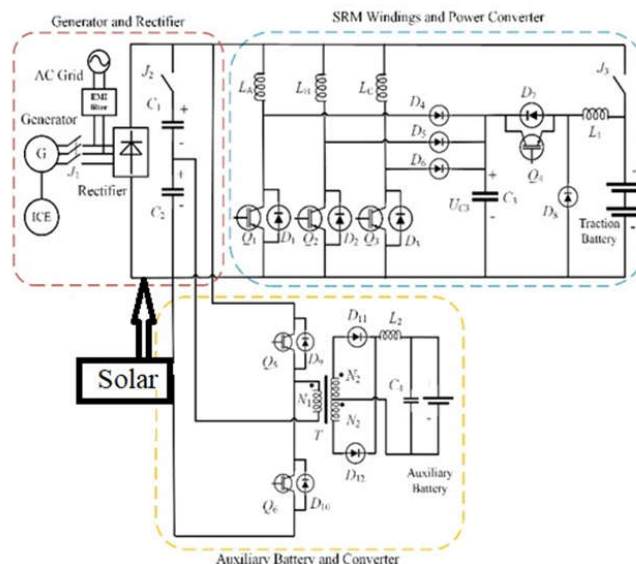 Generator and Rectifier
SRM Windings and Power Converter
AC Grid
EMI
filter
Generator
G
ICE
J1
Rectifier
J2
C1
+
-
+
-
C2
LA
LB
LC
D4
D5
D6
Q1
D1
Q2
D2
Q3
D3
UC3
+
-
C3
D7
Q4
L1
D8
J3
+
-
Traction
Battery
Solar
Q5
D9
N1
T
N2
N2
D11
D12
L2
C4
+
-
Auxiliary
Battery
Q6
D10
Auxiliary Battery and Converter